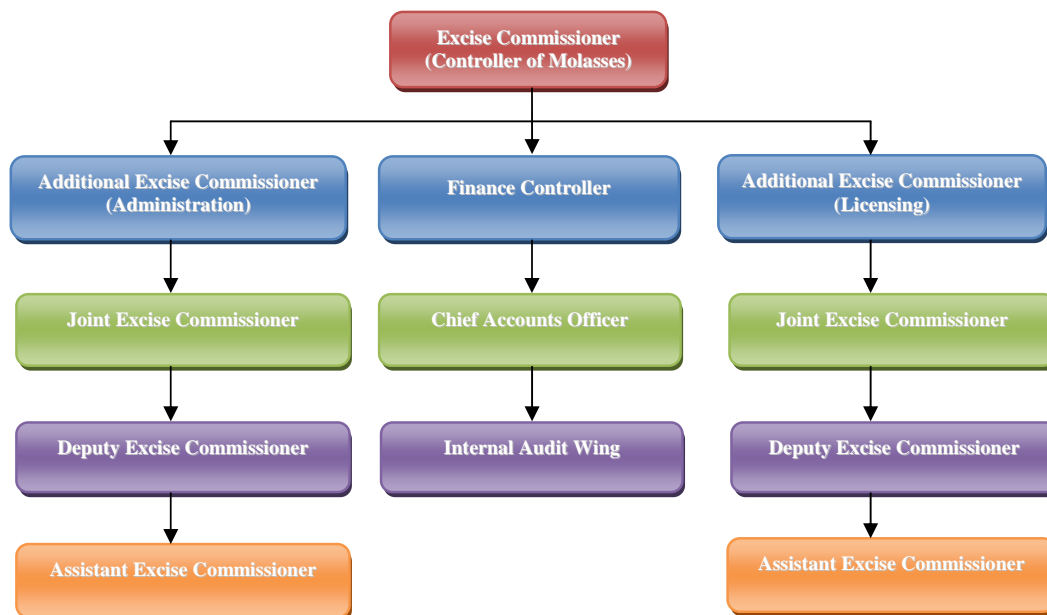 Excise Commissioner
(Controller of Molasses)
Additional Excise Commissioner
(Administration)
Finance Controller
Additional Excise Commissioner
(Licensing)
Joint Excise Commissioner
Chief Accounts Officer
Joint Excise Commissioner
Deputy Excise Commissioner
Internal Audit Wing
Deputy Excise Commissioner
Assistant Excise Commissioner
Assistant Excise Commissioner